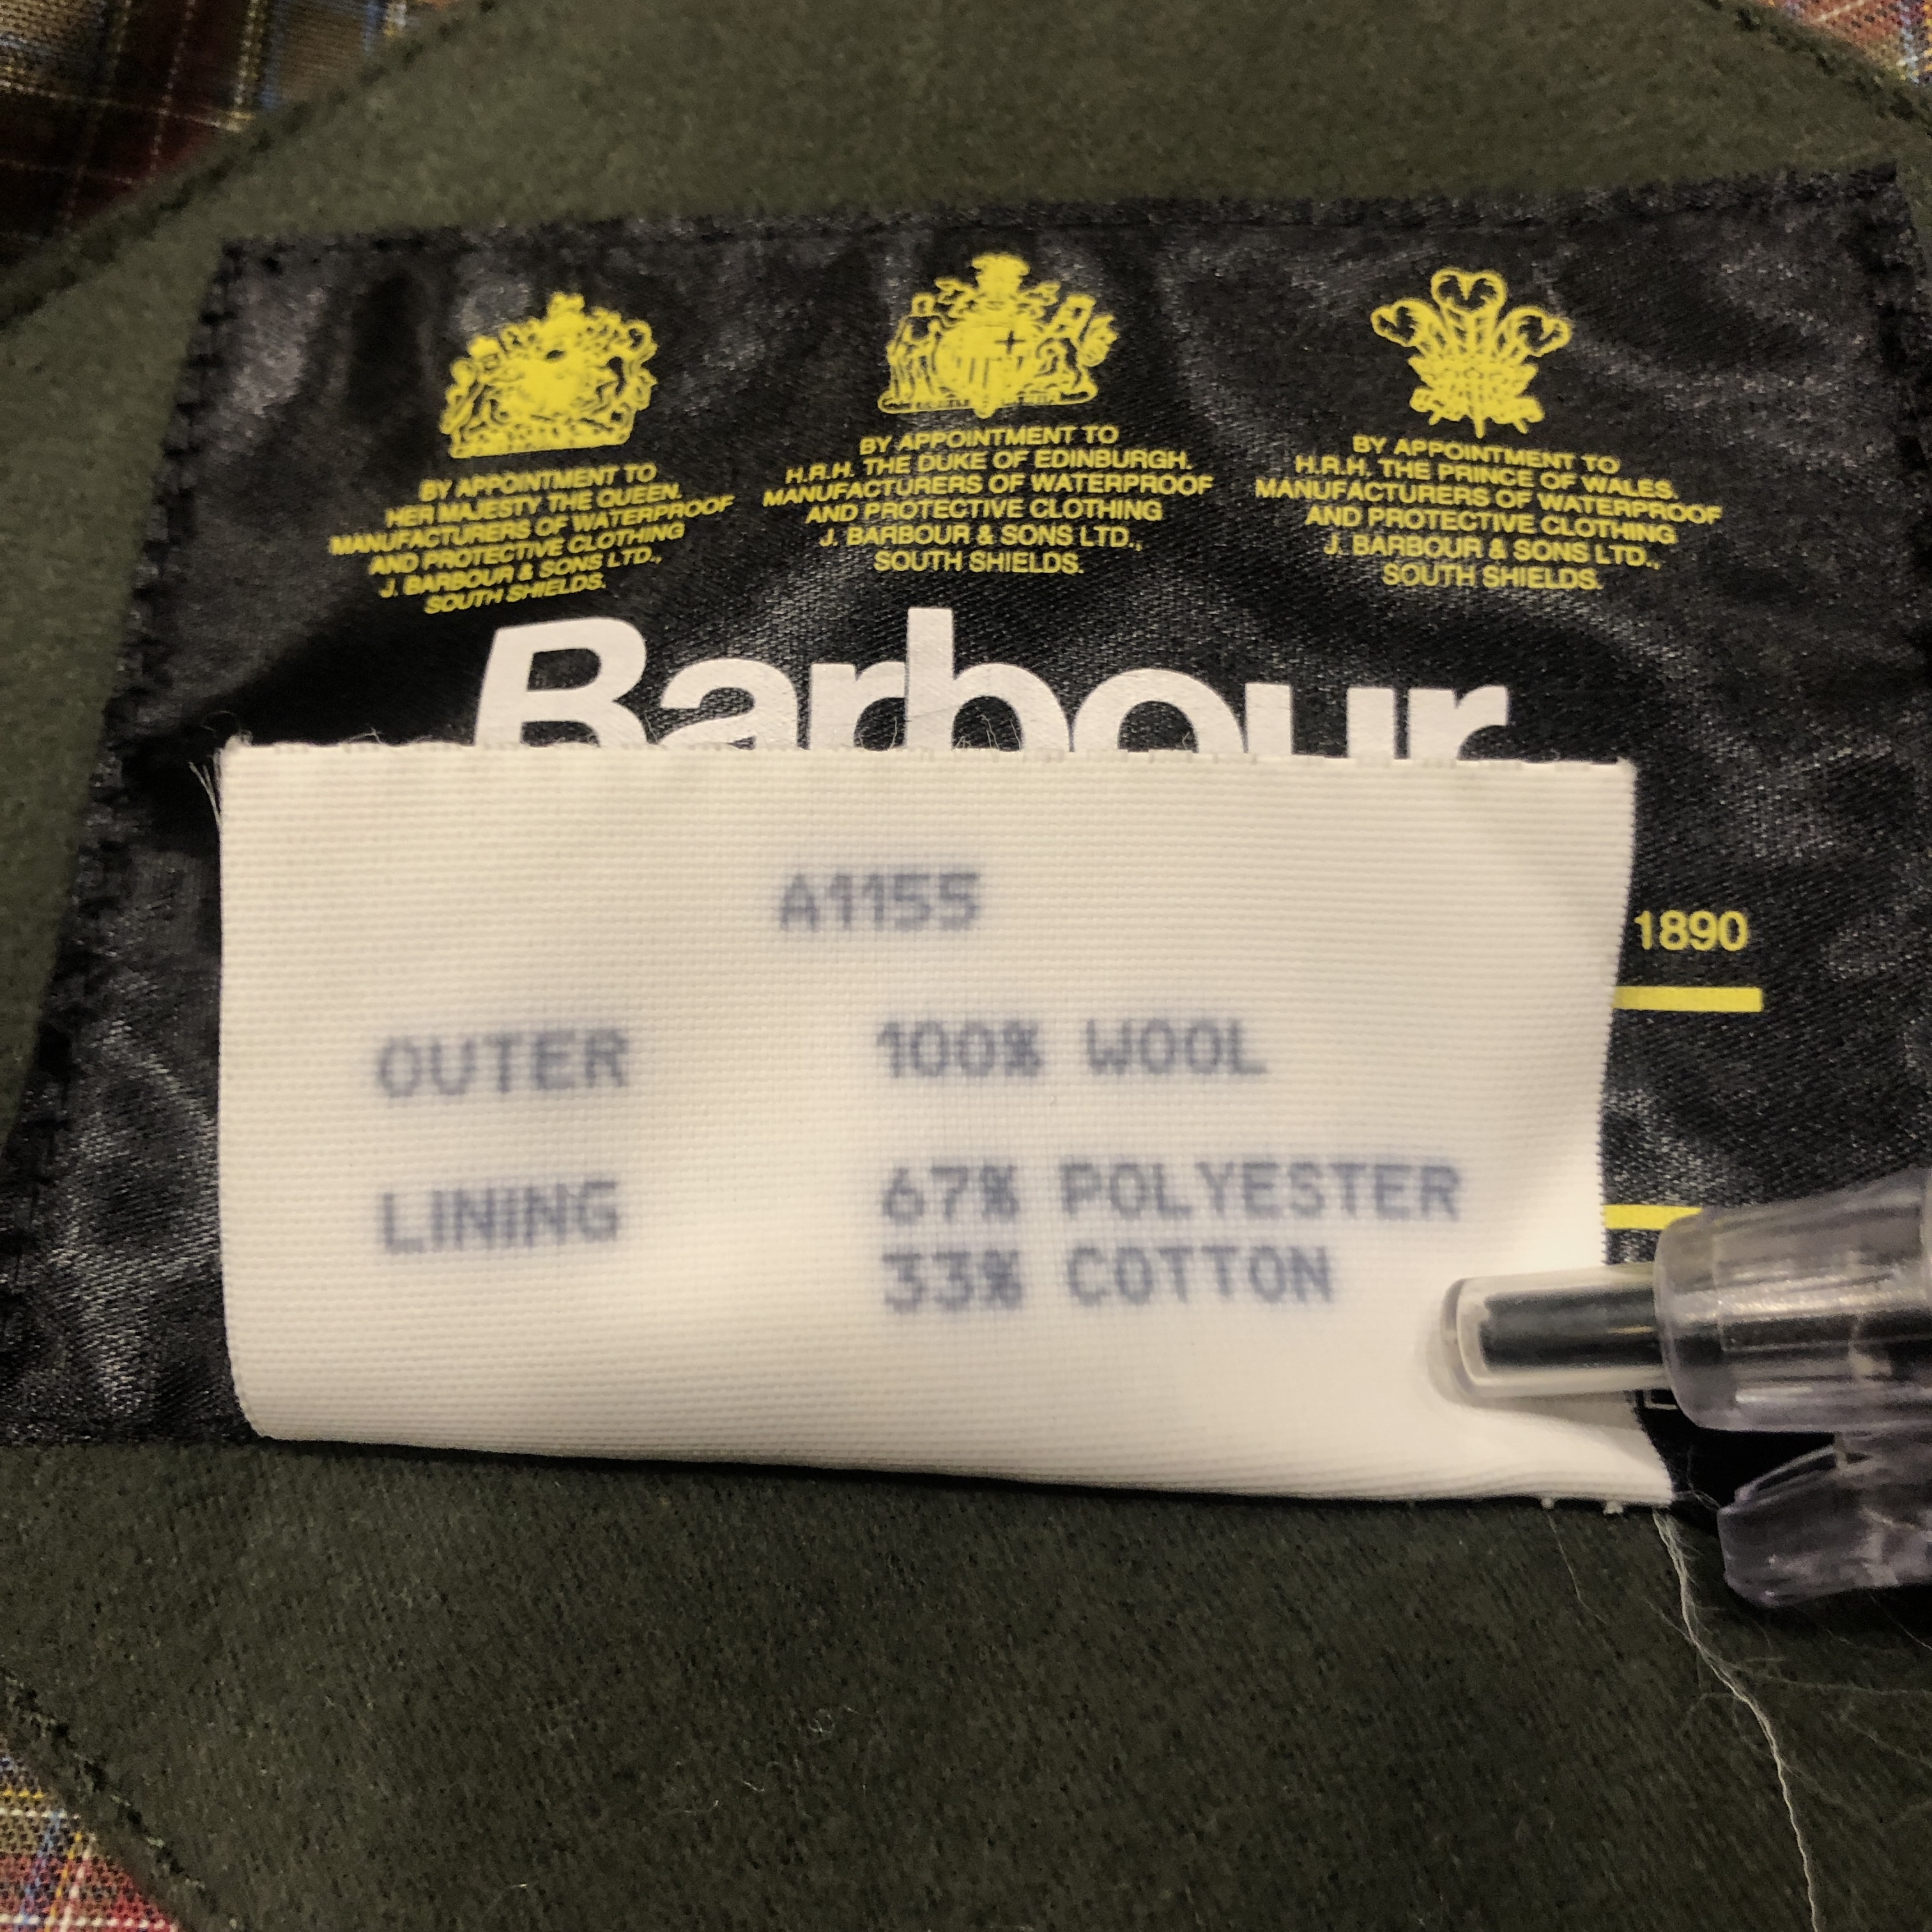 BY APPOINTMENT TO
HER MAJESTY THE QUEEN.
MANUFACTURERS OF WATERPROOF
AND PROTECTIVE CLOTHING
J. BARBOUR & SONS LTD.,
SOUTH SHIELDS.
BY APPOINTMENT TO
H.R.H. THE DUKE OF EDINBURGH.
MANUFACTURERS OF WATERPROOF
AND PROTECTIVE CLOTHING
J. BARBOUR & SONS LTD.,
SOUTH SHIELDS.
BY APPOINTMENT TO
H.R.H. THE PRINCE OF WALES.
MANUFACTURERS OF WATERPROOF
AND PROTECTIVE CLOTHING
J. BARBOUR & SONS LTD.,
SOUTH SHIELDS.
Barbour
1890
A1155
OUTER 100% WOOL
LINING 67% POLYESTER
33% COTTON